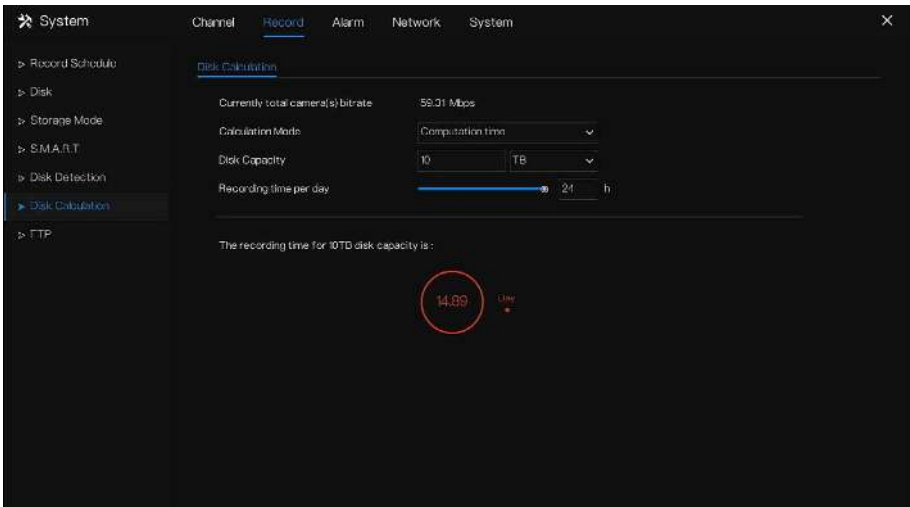 System Channel Record Alarm Network System
Record Schedule
Disk
Storage Mode
S.M.A.R.T
Disk Detection
Disk Calculation
FTP
Disk Calculation
Currently total camera(s) bitrate 59.31 Mbps
Calculation Mode Computation time
Disk Capacity 10 TB
Recording time per day 24 h
The recording time for 10TB disk capacity is :
14.89 Day